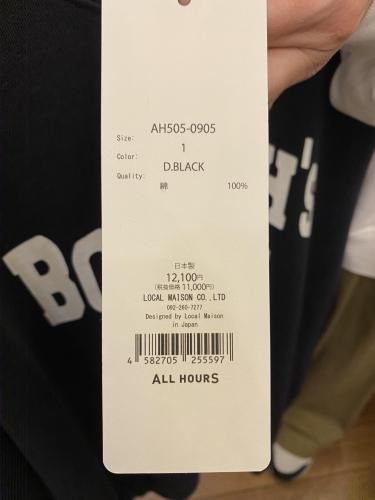 AH505-0905
Size: 1
Color: D.BLACK
Quality:
綿 100%
日本製
12,100円
(税抜価格 11,000円)
LOCAL MAISON CO.,LTD
092-260-7277
Designed by Local Maison
in Japan
4 582705 255597
ALL HOURS
BO
H'S